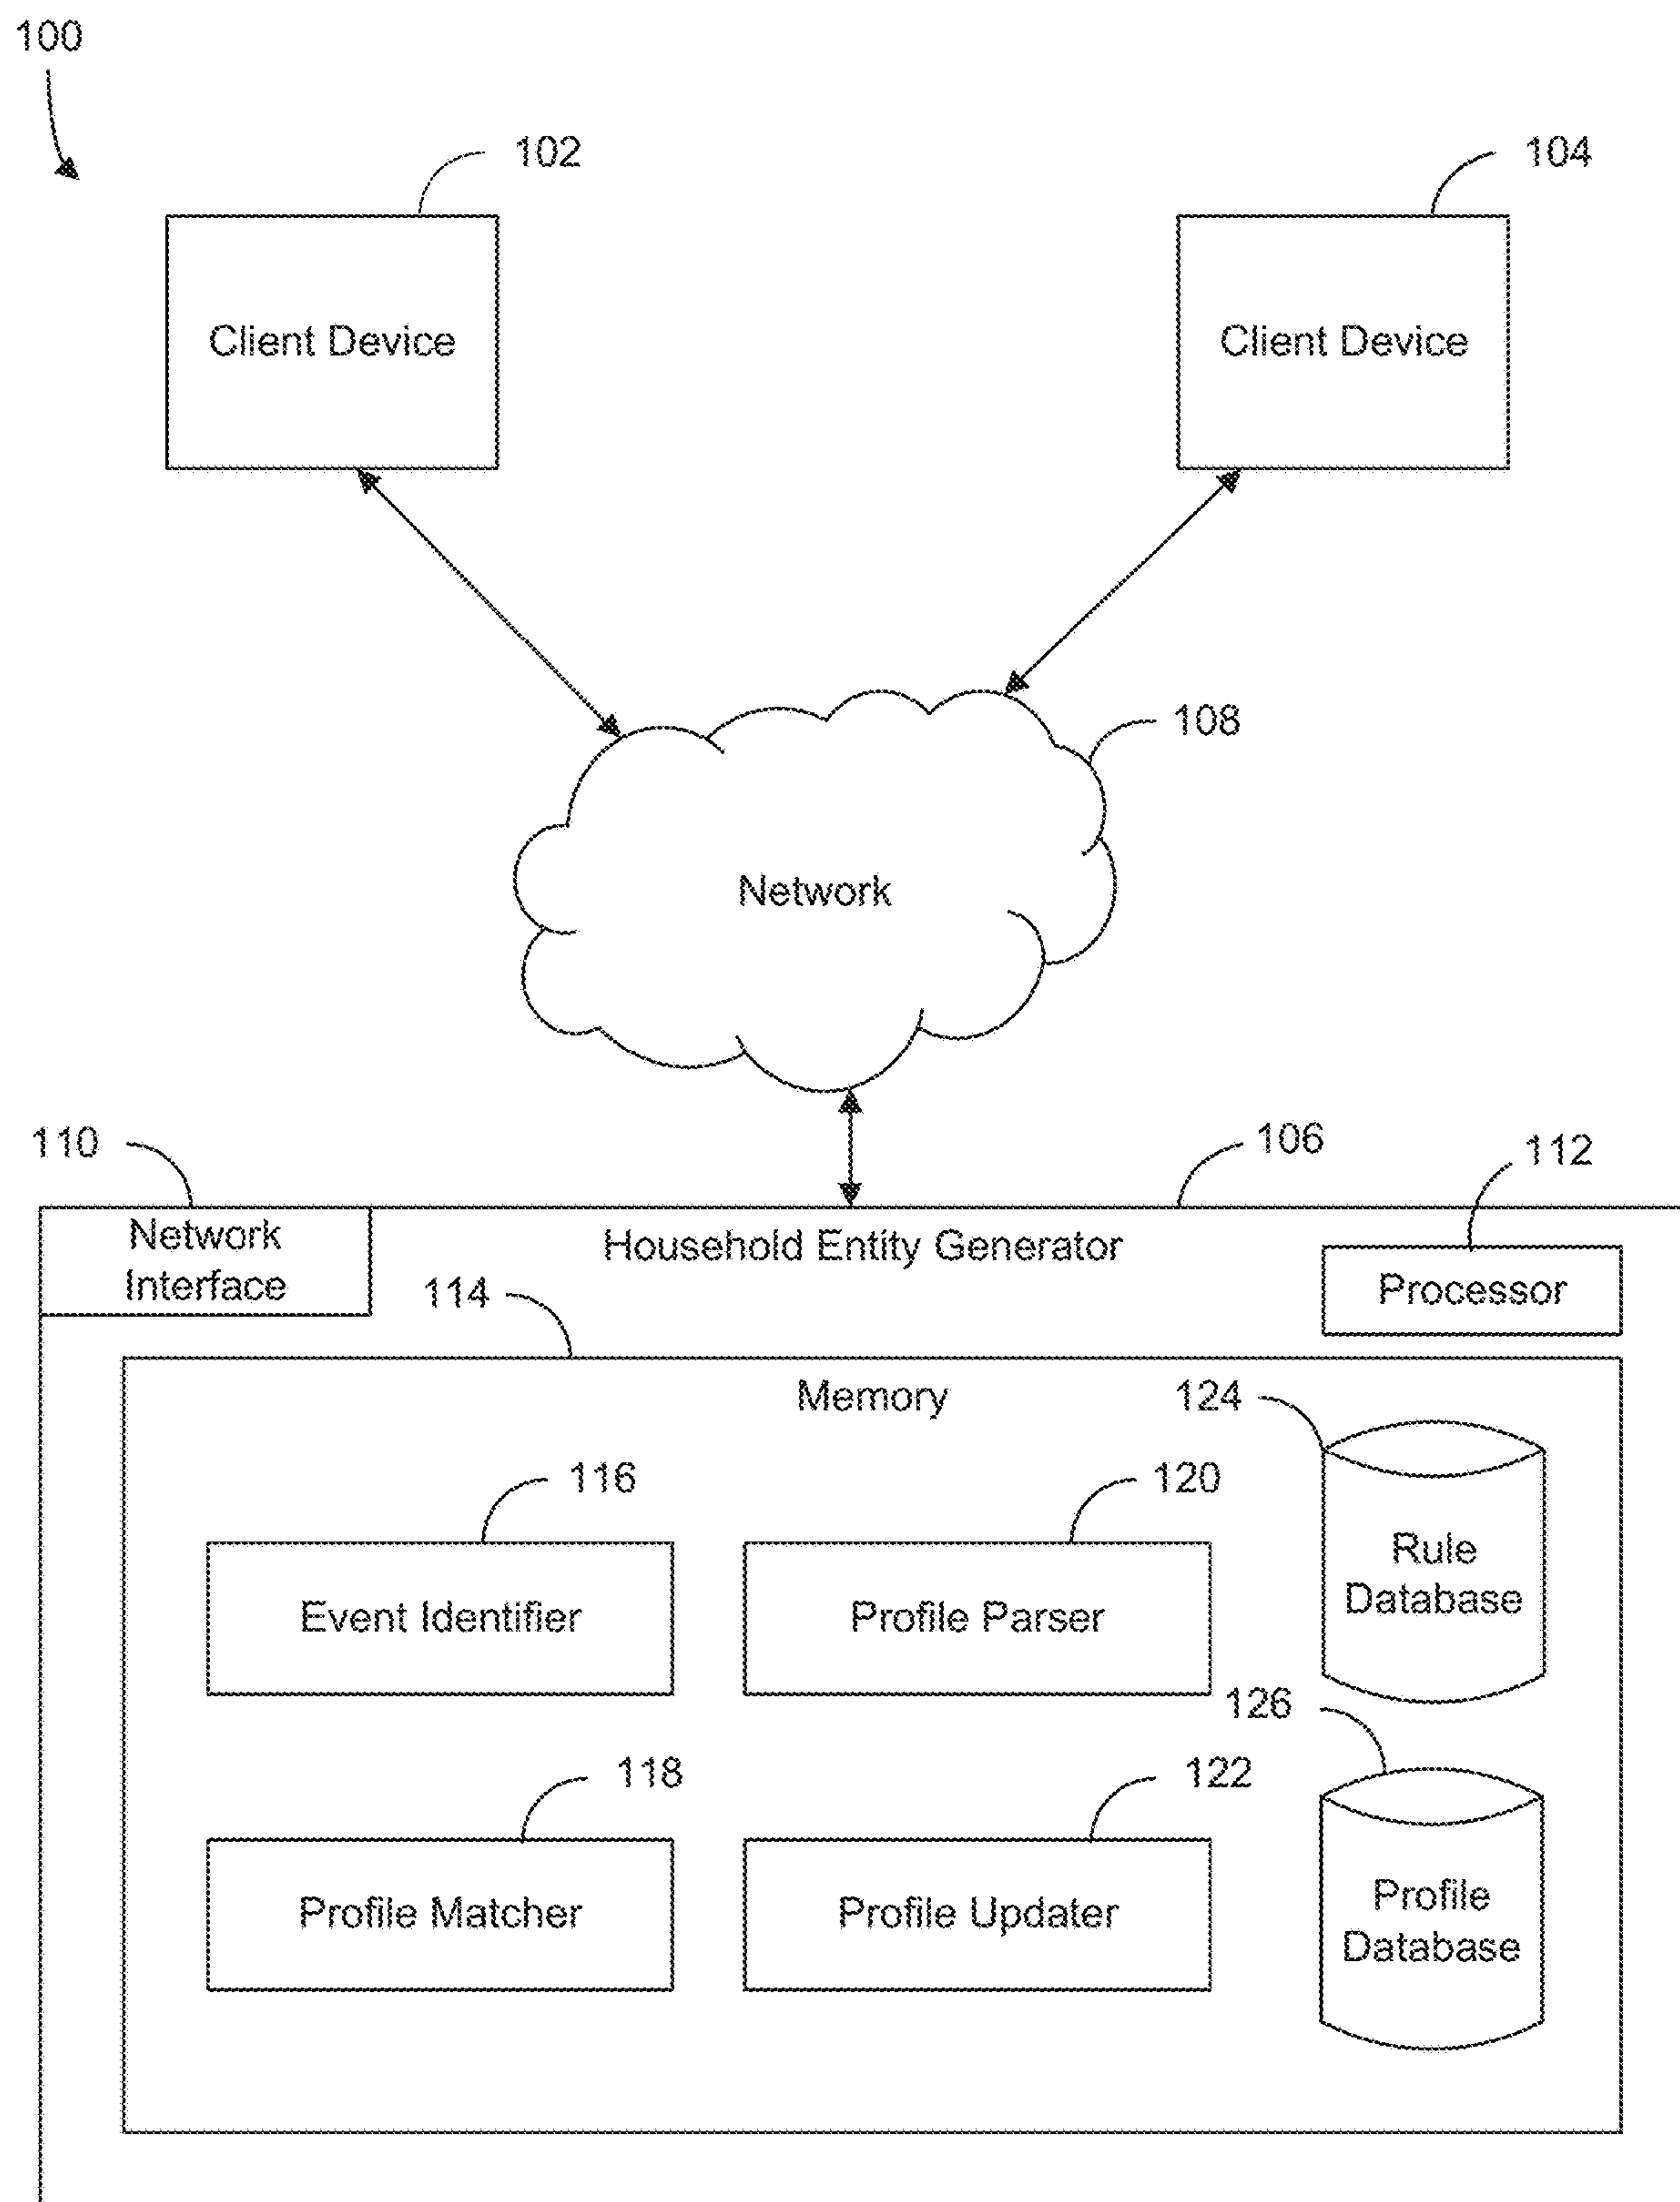 100
102
104
Client Device
Client Device
108
Network
110
106
112
Network
Interface
Household Entity Generator
Processor
114
Memory
124
116
120
Rule
Database
Event Identifier
Profile Parser
126
118
122
Profile
Database
Profile Matcher
Profile Updater